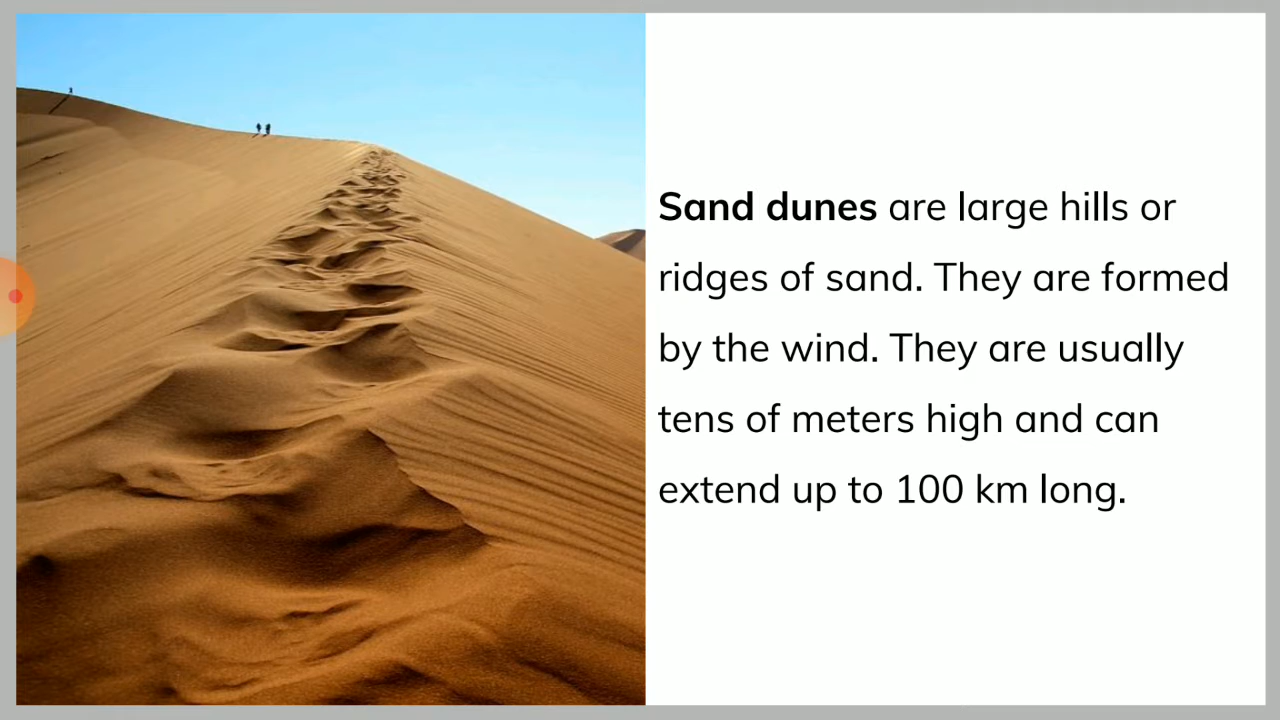 Sand dunes are large hills or
ridges of sand. They are formed
by the wind. They are usually
tens of meters high and can
extend up to 100 km long.